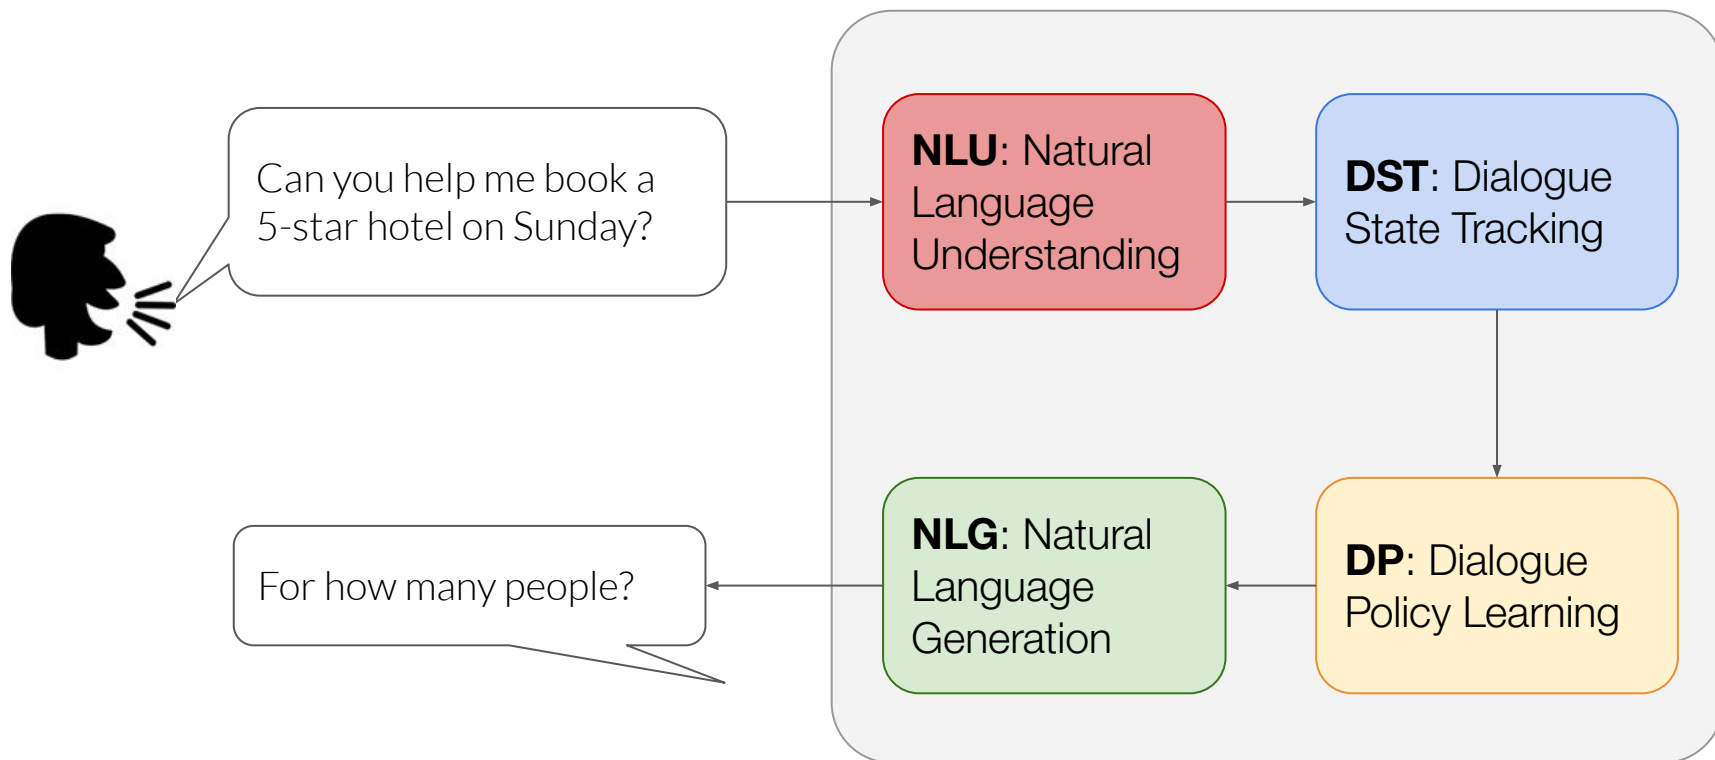 Can you help me book a
5-star hotel on Sunday?
NLU: Natural
Language
Understanding
DST: Dialogue
State Tracking
DP: Dialogue
Policy Learning
NLG: Natural
Language
Generation
For how many people?